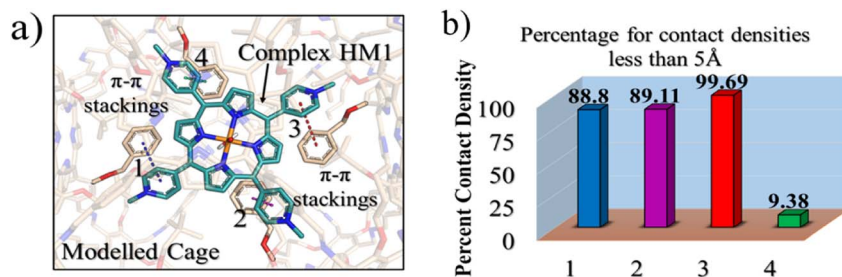 a)
4
Complex HM1
π-π
stackings
3
1
π-π
stackings
2
Modelled Cage
b)
Percentage for contact densities
less than 5Å
Percent Contact Density
100
75
50
25
0
88.8
89.11
99.69
9.38
1 2 3 4